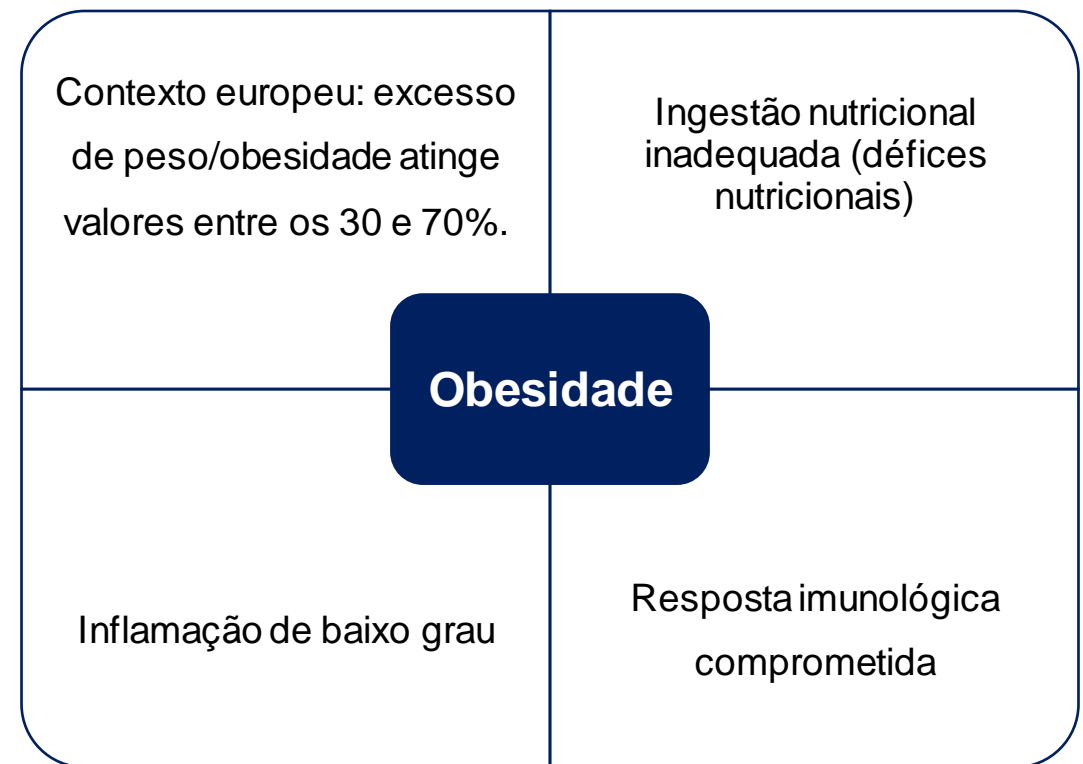 Contexto europeu: excesso
de peso/obesidade atinge
valores entre os 30 e 70%.
Ingestão nutricional
inadequada (défices
nutricionais)
Obesidade
Inflamação de baixo grau
Resposta imunológica
comprometida